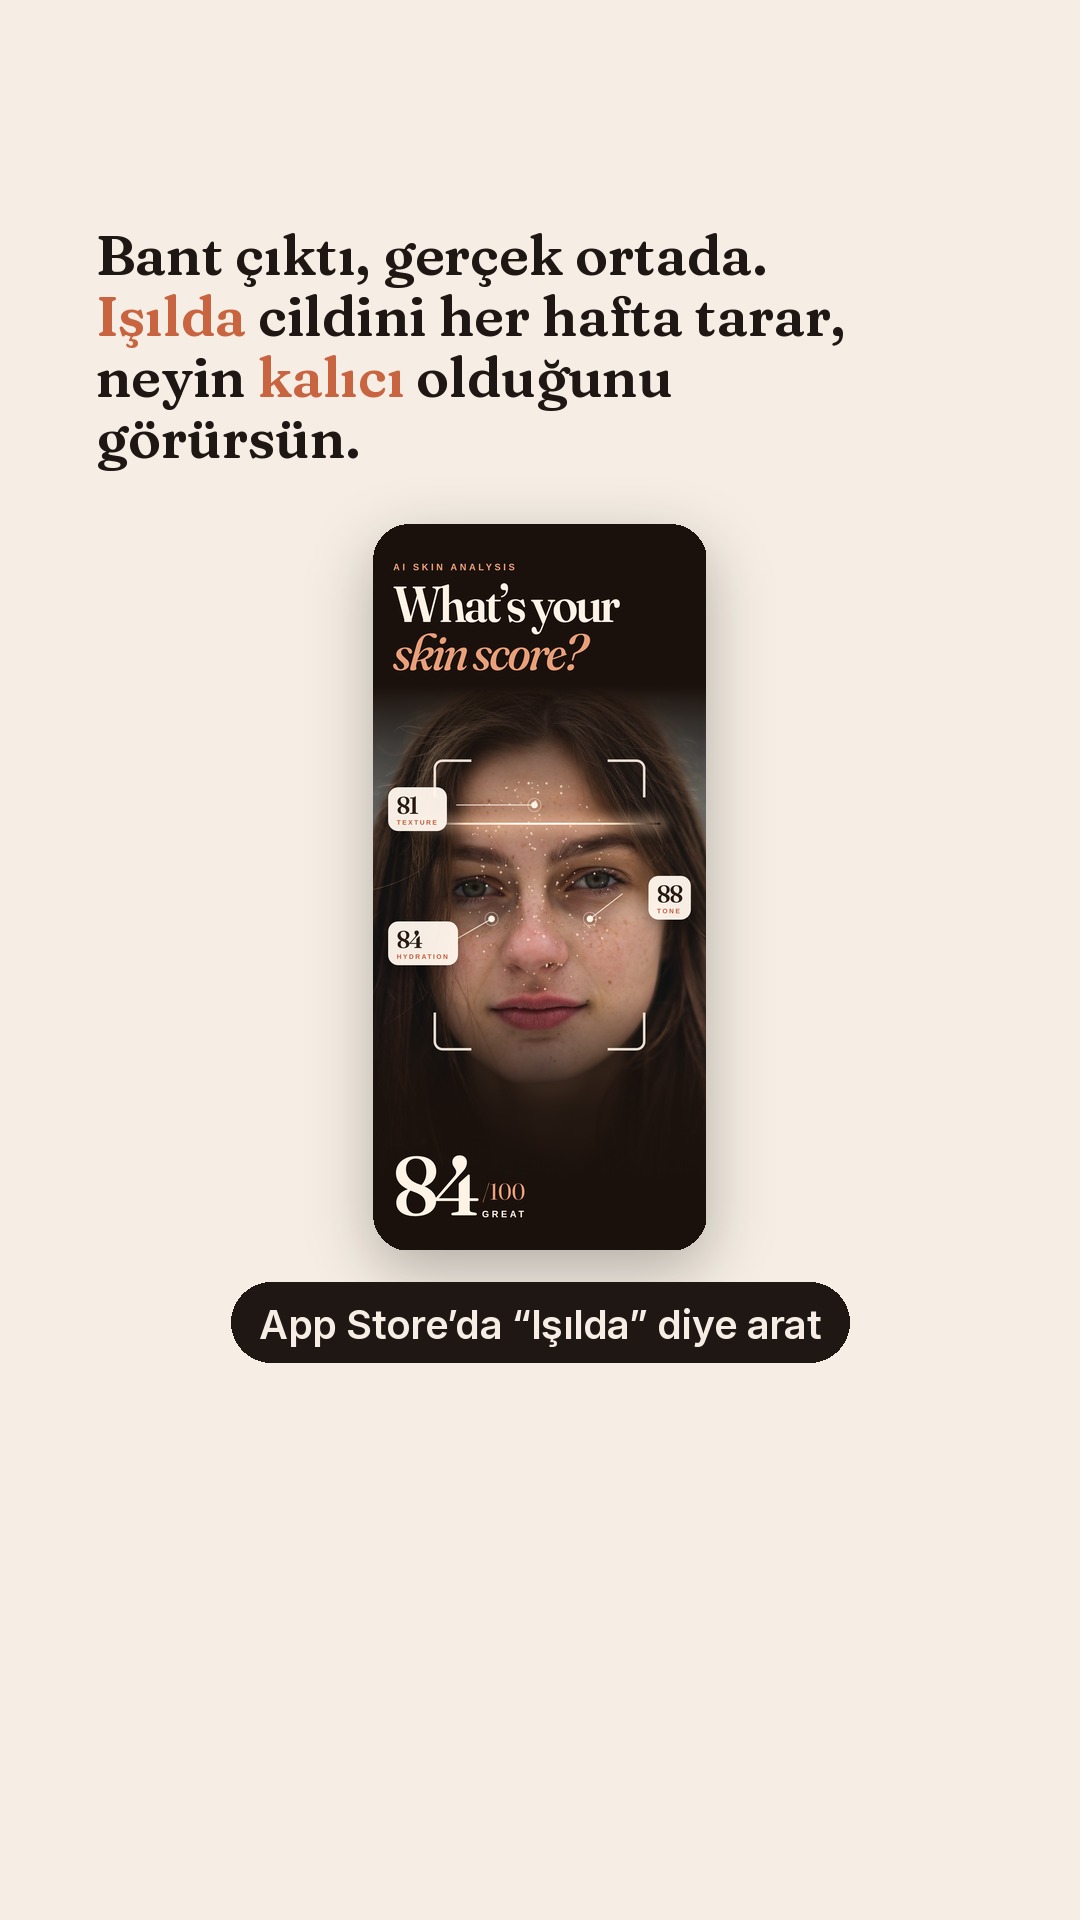 Bant çıktı, gerçek ortada.
Işılda cildini her hafta tarar,
neyin kalıcı olduğunu
görürsün.
AI SKIN ANALYSIS
What's your
skin score?
81
TEXTURE
88
TONE
84
HYDRATION
84 /100
GREAT
App Store’da “Işılda” diye arat